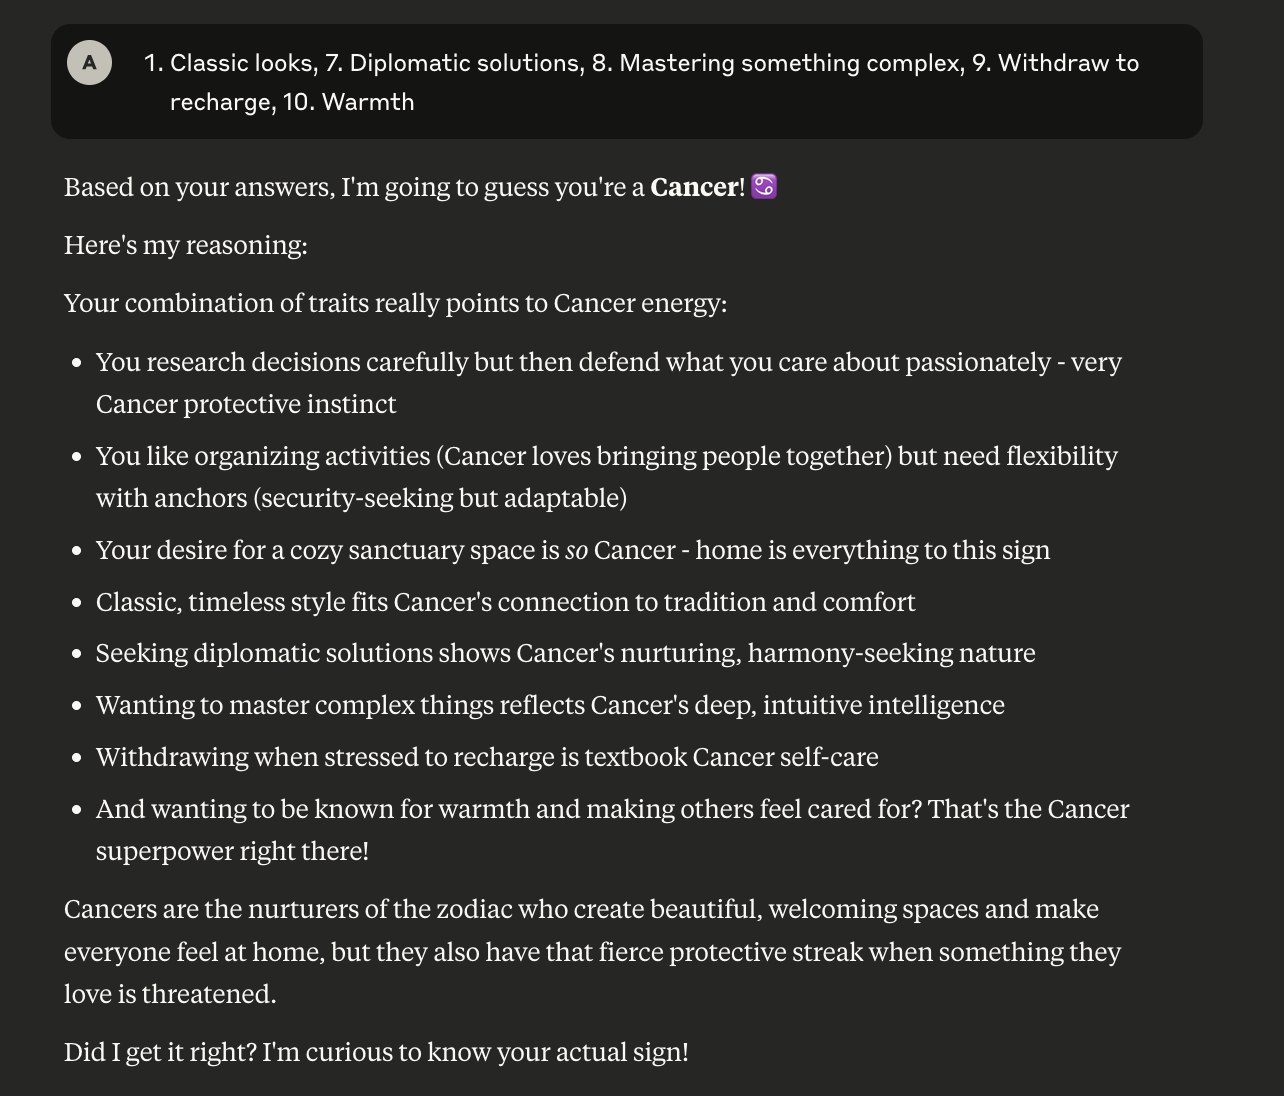 A
1. Classic looks, 7. Diplomatic solutions, 8. Mastering something complex, 9. Withdraw to
recharge, 10. Warmth
Based on your answers, I'm going to guess you're a Cancer! ♋
Here's my reasoning:
Your combination of traits really points to Cancer energy:
• You research decisions carefully but then defend what you care about passionately - very
Cancer protective instinct
• You like organizing activities (Cancer loves bringing people together) but need flexibility
with anchors (security-seeking but adaptable)
• Your desire for a cozy sanctuary space is so Cancer - home is everything to this sign
• Classic, timeless style fits Cancer's connection to tradition and comfort
• Seeking diplomatic solutions shows Cancer's nurturing, harmony-seeking nature
• Wanting to master complex things reflects Cancer's deep, intuitive intelligence
• Withdrawing when stressed to recharge is textbook Cancer self-care
• And wanting to be known for warmth and making others feel cared for? That's the Cancer
superpower right there!
Cancers are the nurturers of the zodiac who create beautiful, welcoming spaces and make
everyone feel at home, but they also have that fierce protective streak when something they
love is threatened.
Did I get it right? I'm curious to know your actual sign!